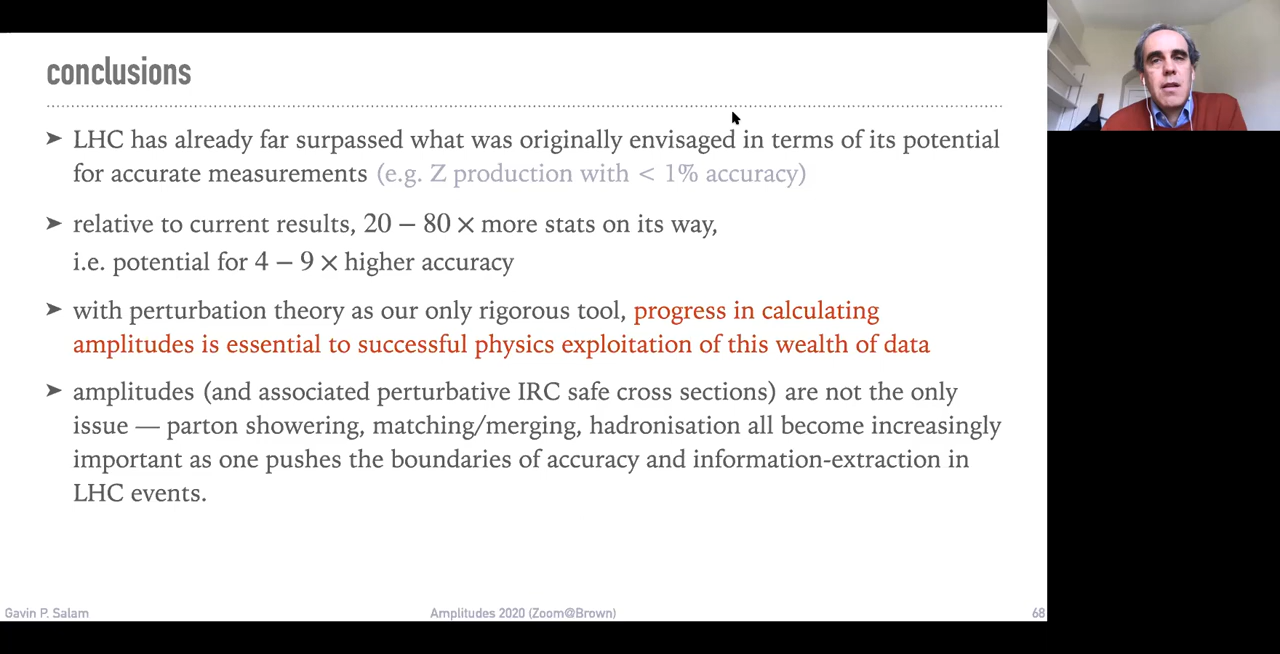 conclusions
➤ LHC has already far surpassed what was originally envisaged in terms of its potential
for accurate measurements (e.g. Z production with < 1% accuracy)
➤ relative to current results, 20 − 80 × more stats on its way,
i.e. potential for 4 − 9 × higher accuracy
➤ with perturbation theory as our only rigorous tool, progress in calculating
amplitudes is essential to successful physics exploitation of this wealth of data
➤ amplitudes (and associated perturbative IRC safe cross sections) are not the only
issue — parton showering, matching/merging, hadronisation all become increasingly
important as one pushes the boundaries of accuracy and information-extraction in
LHC events.
Gavin P. Salam Amplitudes 2020 (Zoom@Brown) 68